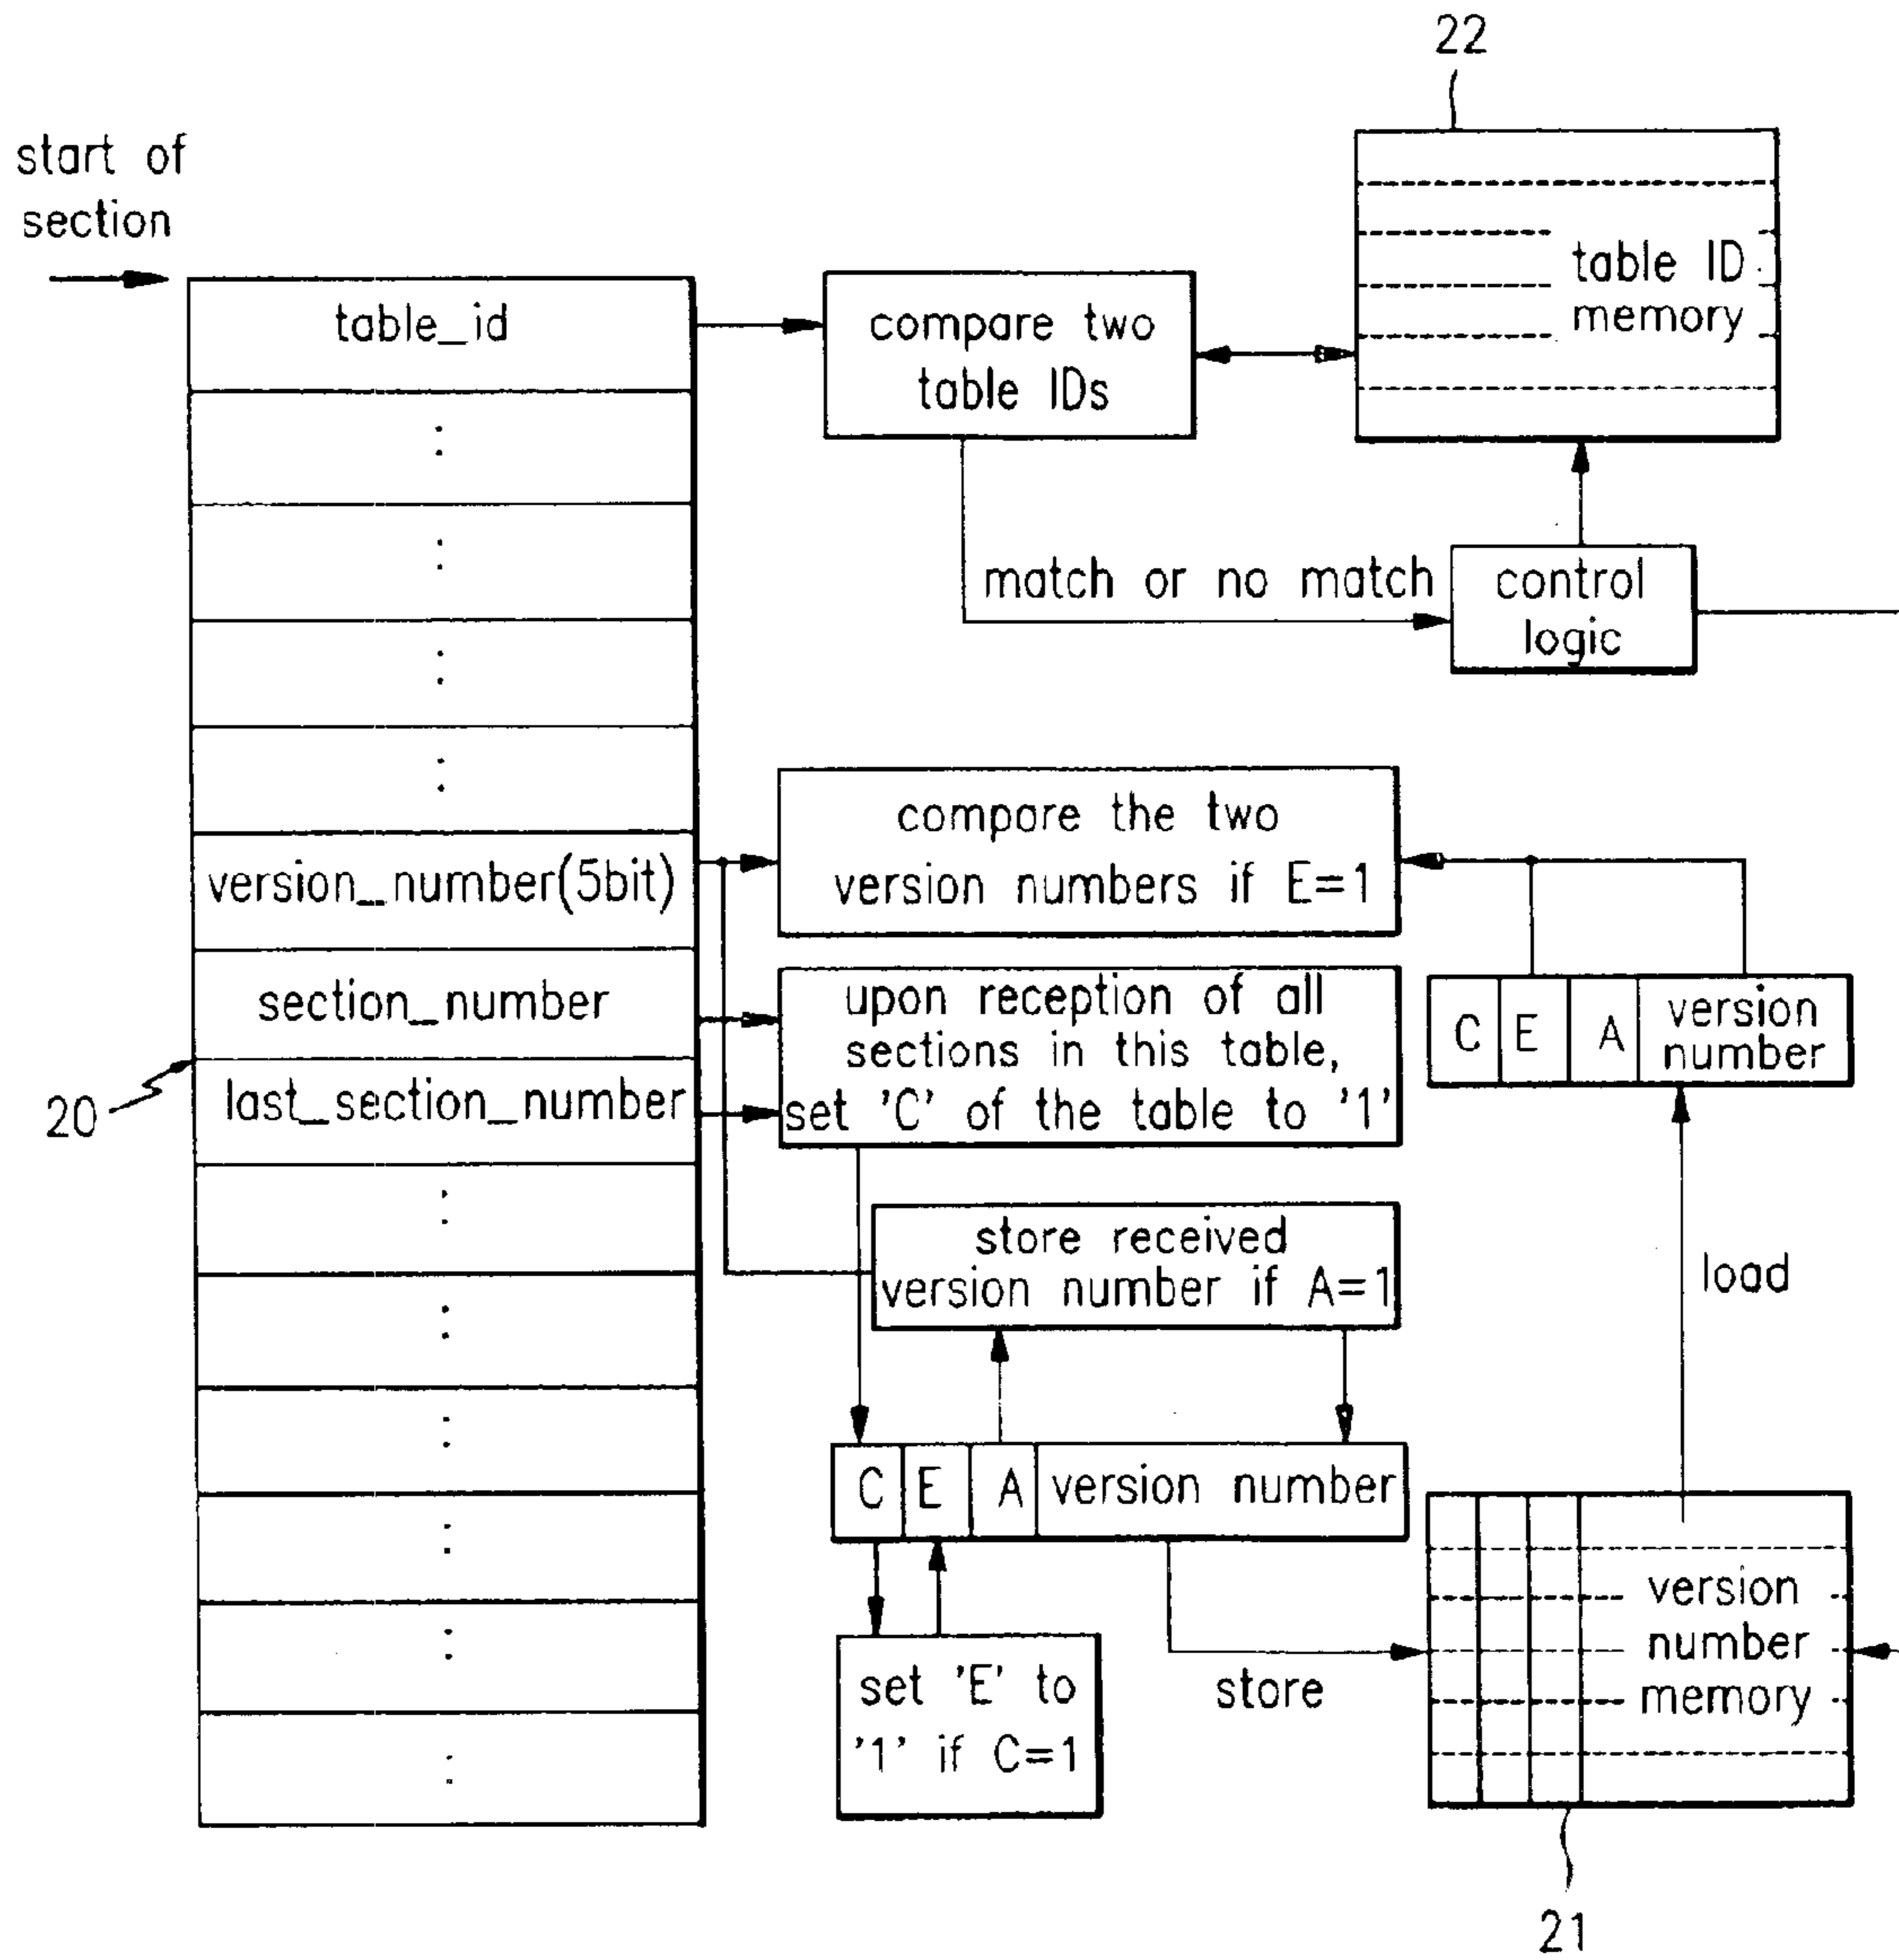 22
start of
section
table_id
compare two
table IDs
table ID
memory
match or no match
control
logic
version_number(5bit)
compare the two
version numbers if E=1
section_number
upon reception of all
sections in this table,
set 'C' of the table to '1'
C E A version
number
20
last_section_number
store received
version number if A=1
load
C E A version number
version
number
memory
set 'E' to
'1' if C=1
store
21